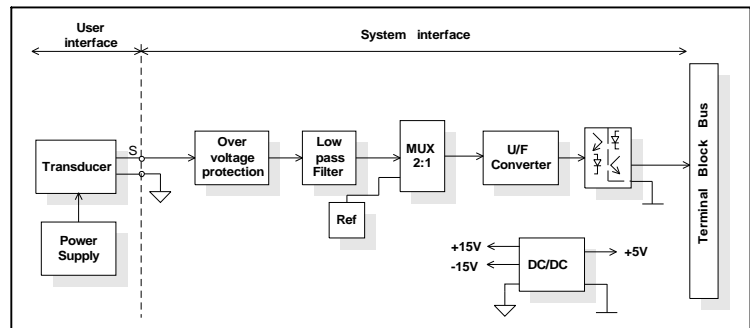 User
interface
System interface
S
Transducer
Power
Supply
Over
voltage
protection
Low
pass
Filter
MUX
2:1
Ref
U/F
Converter
+15V
-15V
DC/DC
+5V
Terminal Block Bus